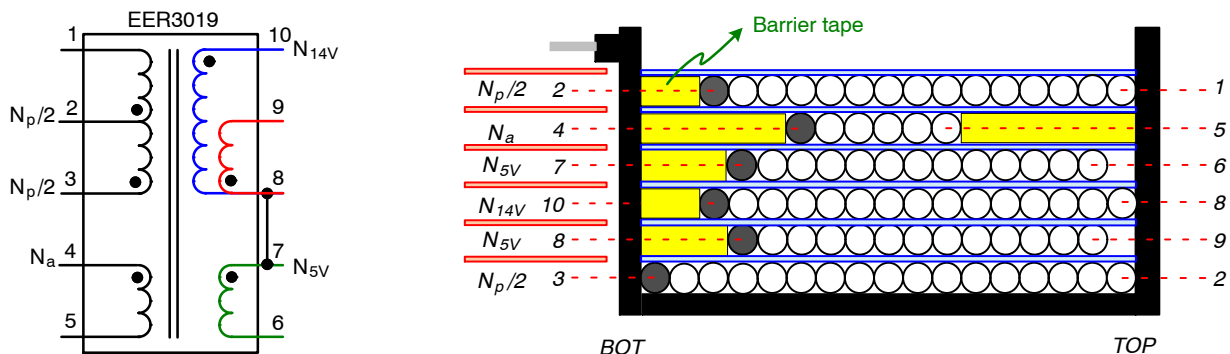 EER3019
1
10 N14V
2
9
Np/2
Np/2
3
8
4
7
Na
N5V
5
6
Barrier tape
Np/2 2 1
Na 4 5
N5V 7 6
N14V 10 8
N5V 8 9
Np/2 3 2
BOT TOP